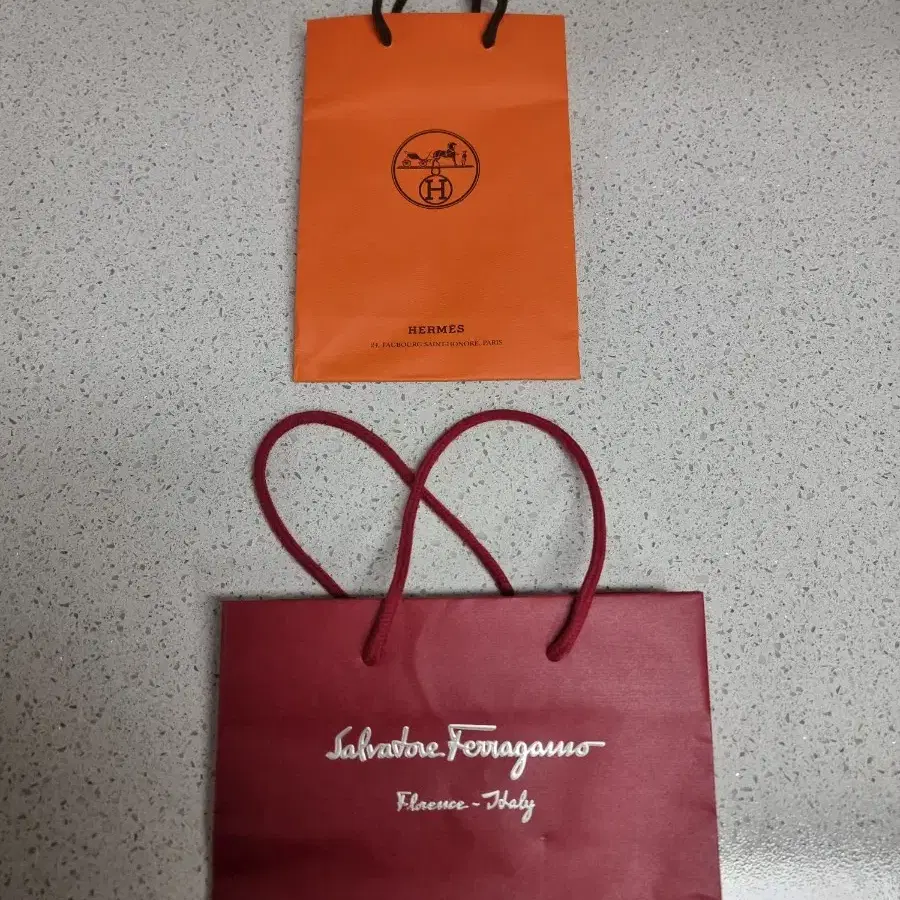 H
HERMÈS
24, FAUBOURG SAINT-HONORÉ, PARIS
Salvatore Ferragamo
Florence - Italy